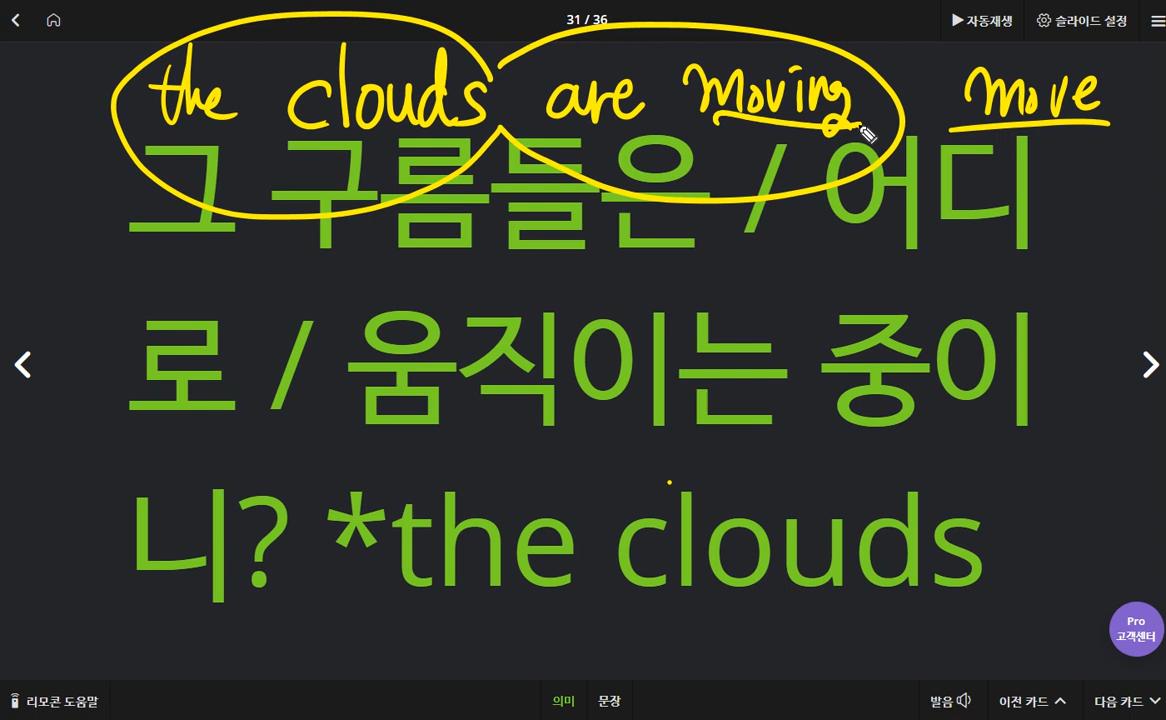 31 / 36
자동재생
슬라이드 설정
the clouds are moving move
그 구름들은 / 어디
로 / 움직이는 중이
니? *the clouds
Pro
고객센터
리모콘 도움말
의미
문장
발음
이전 카드
다음 카드